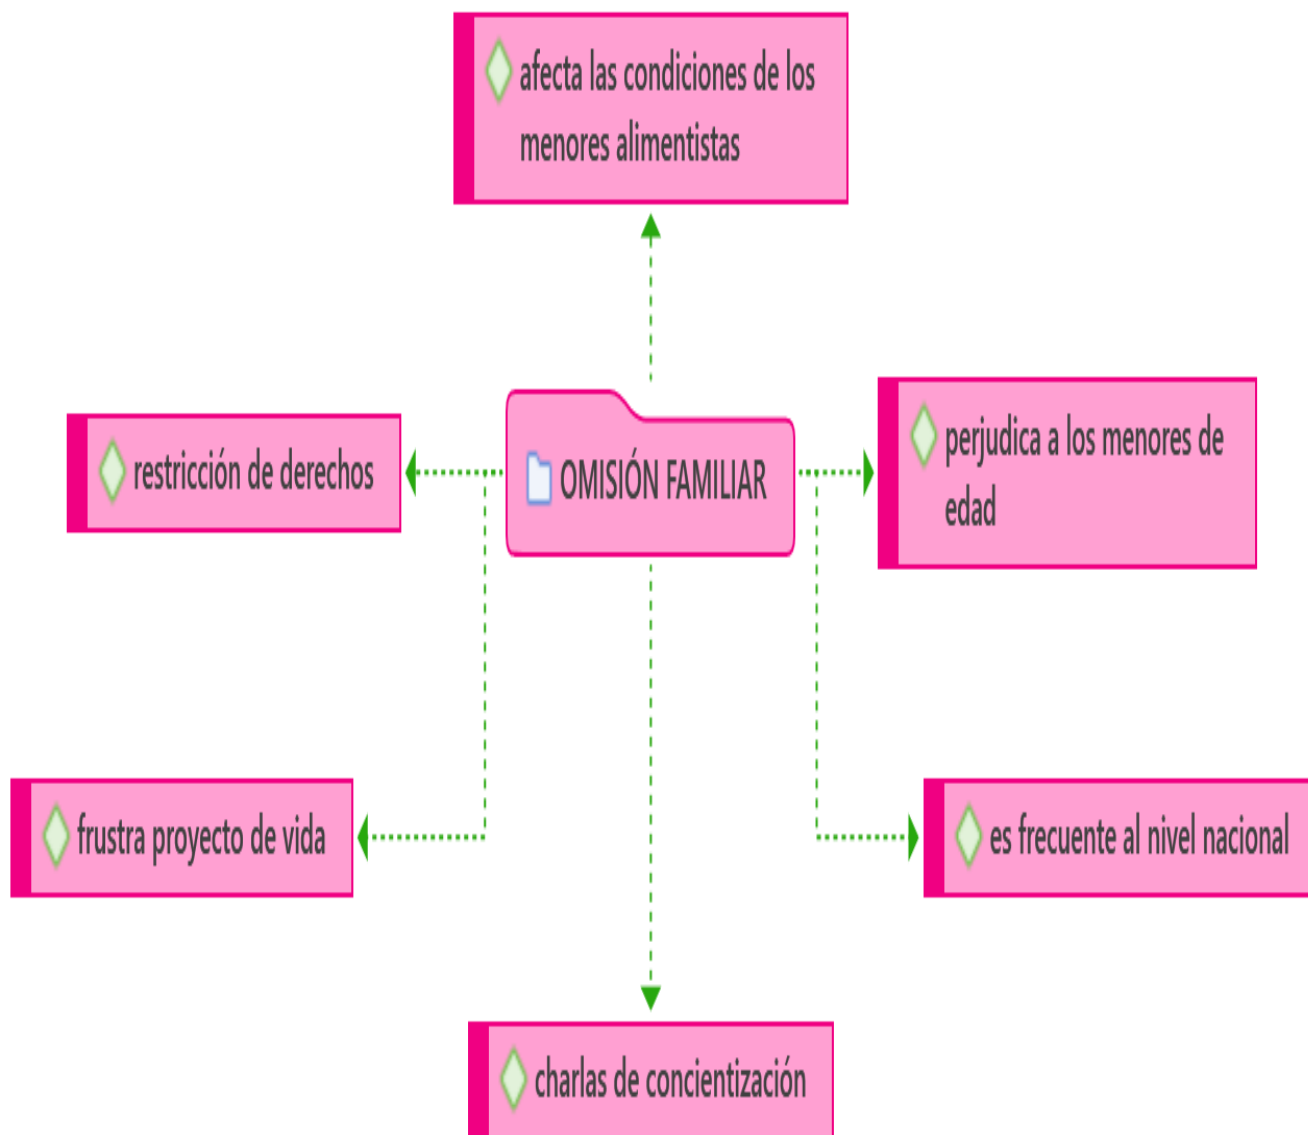 afecta las condiciones de los
menores alimentistas
restricción de derechos
OMISIÓN FAMILIAR
perjudica a los menores de
edad
frustra proyecto de vida
es frecuente al nivel nacional
charlas de concientización